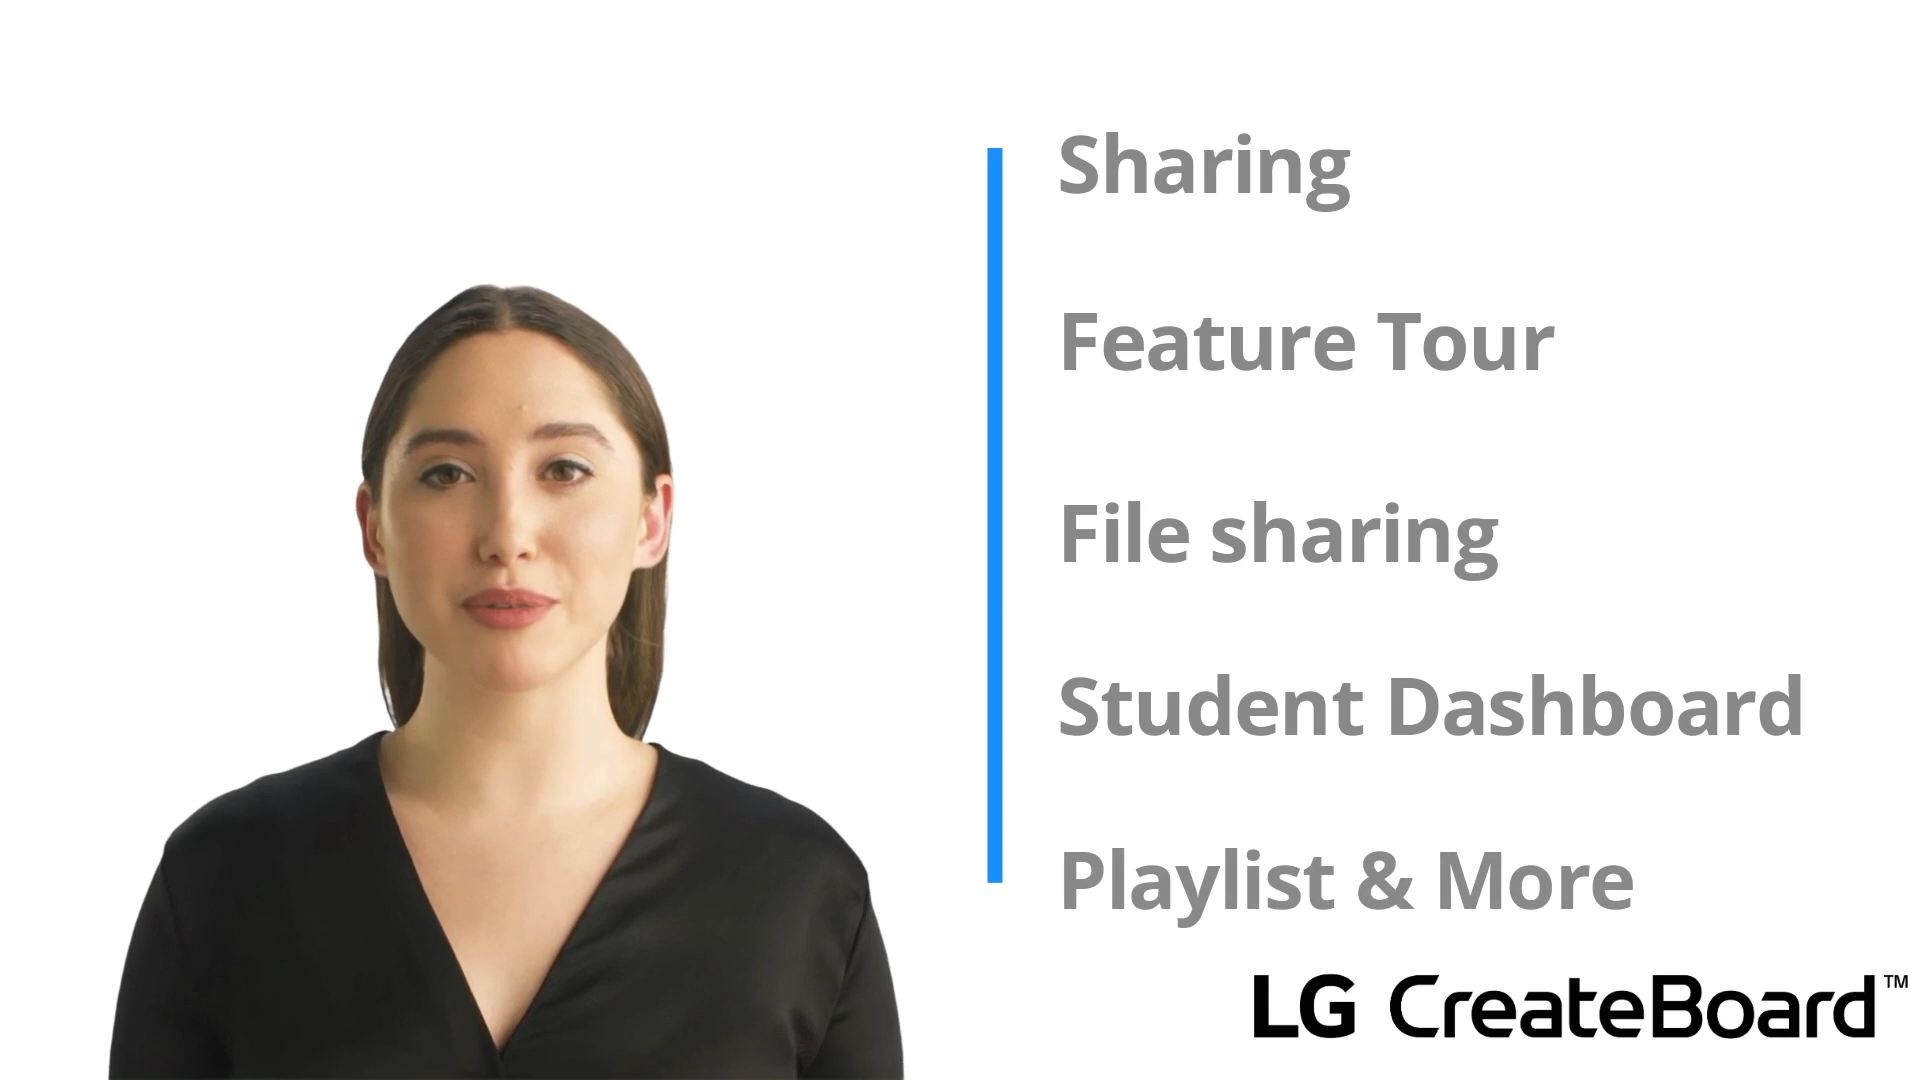 Sharing
Feature Tour
File sharing
Student Dashboard
Playlist & More
LG CreateBoard™